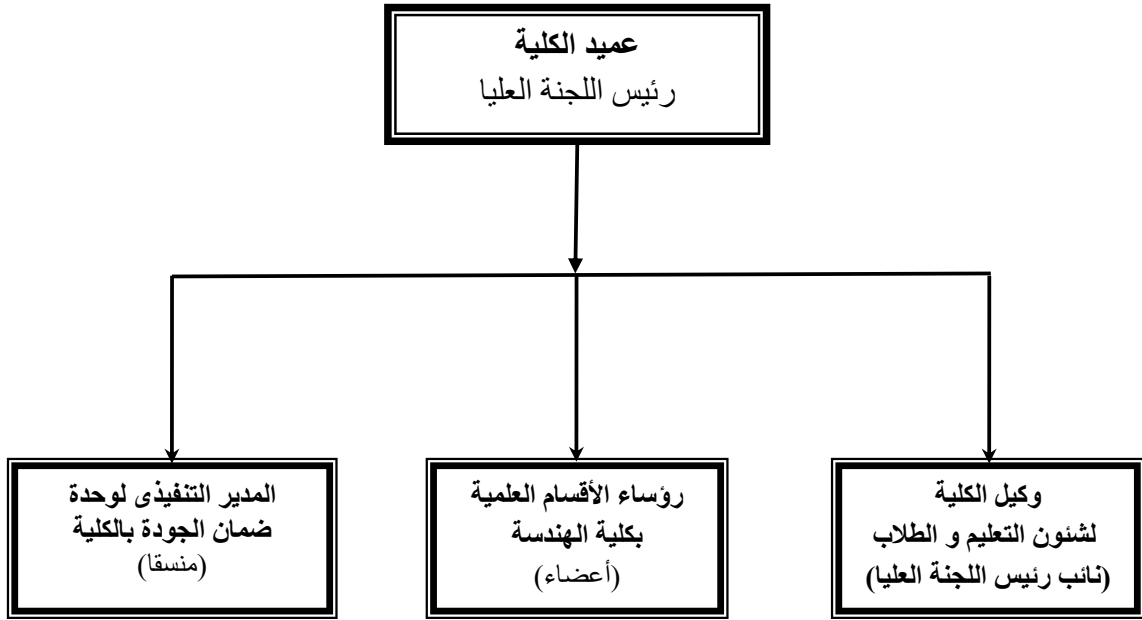 عميد الكلية
رئيس اللجنة العليا
وكيل الكلية
لشئون التعليم و الطلاب
(نائب رئيس اللجنة العليا)
رؤساء الأقسام العلمية
بكلية الهندسة
(أعضاء)
المدير التنفيذى لوحدة
ضمان الجودة بالكلية
(منسقا)